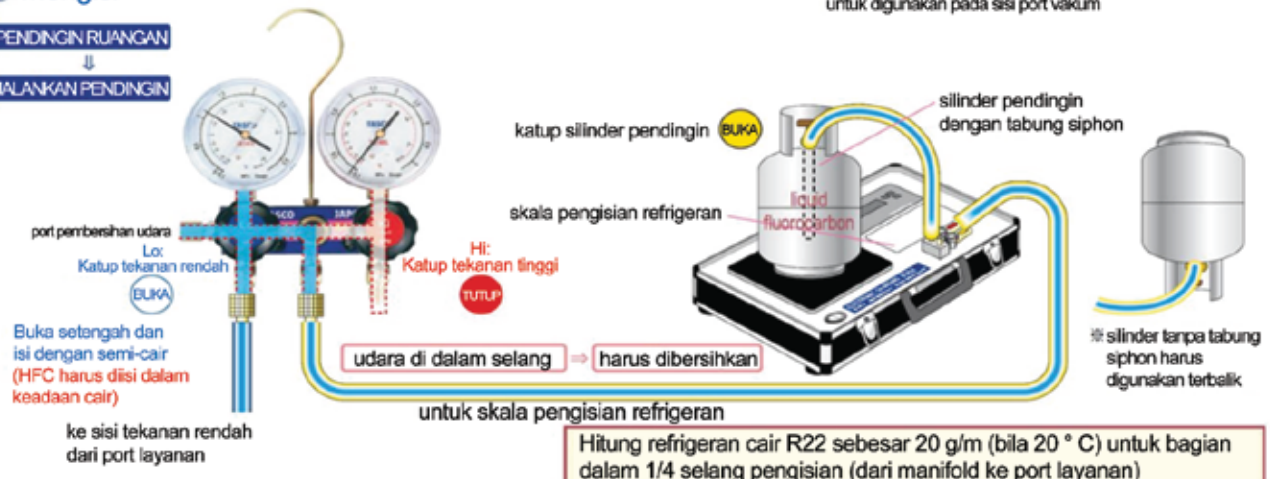 untuk digunakan pada sisi port vakum
PENDINGIN RUANGAN
⇓
JALANKAN PENDINGIN
katup silinder pendingin
BUKA
silinder pendingin
dengan tabung siphon
skala pengisian refrigeran
liquid
fluorocarbon
port pembersihan udara
Lo:
Katup tekanan rendah
BUKA
Hi:
Katup tekanan tinggi
TUTUP
Buka setengah dan
isi dengan semi-cair
(HFC harus diisi dalam
keadaan cair)
udara di dalam selang ⇒ harus dibersihkan
※ silinder tanpa tabung
siphon harus
digunakan terbalik
untuk skala pengisian refrigeran
ke sisi tekanan rendah
dari port layanan
Hitung refrigeran cair R22 sebesar 20 g/m (bila 20 ° C) untuk bagian
dalam 1/4 selang pengisian (dari manifold ke port layanan)